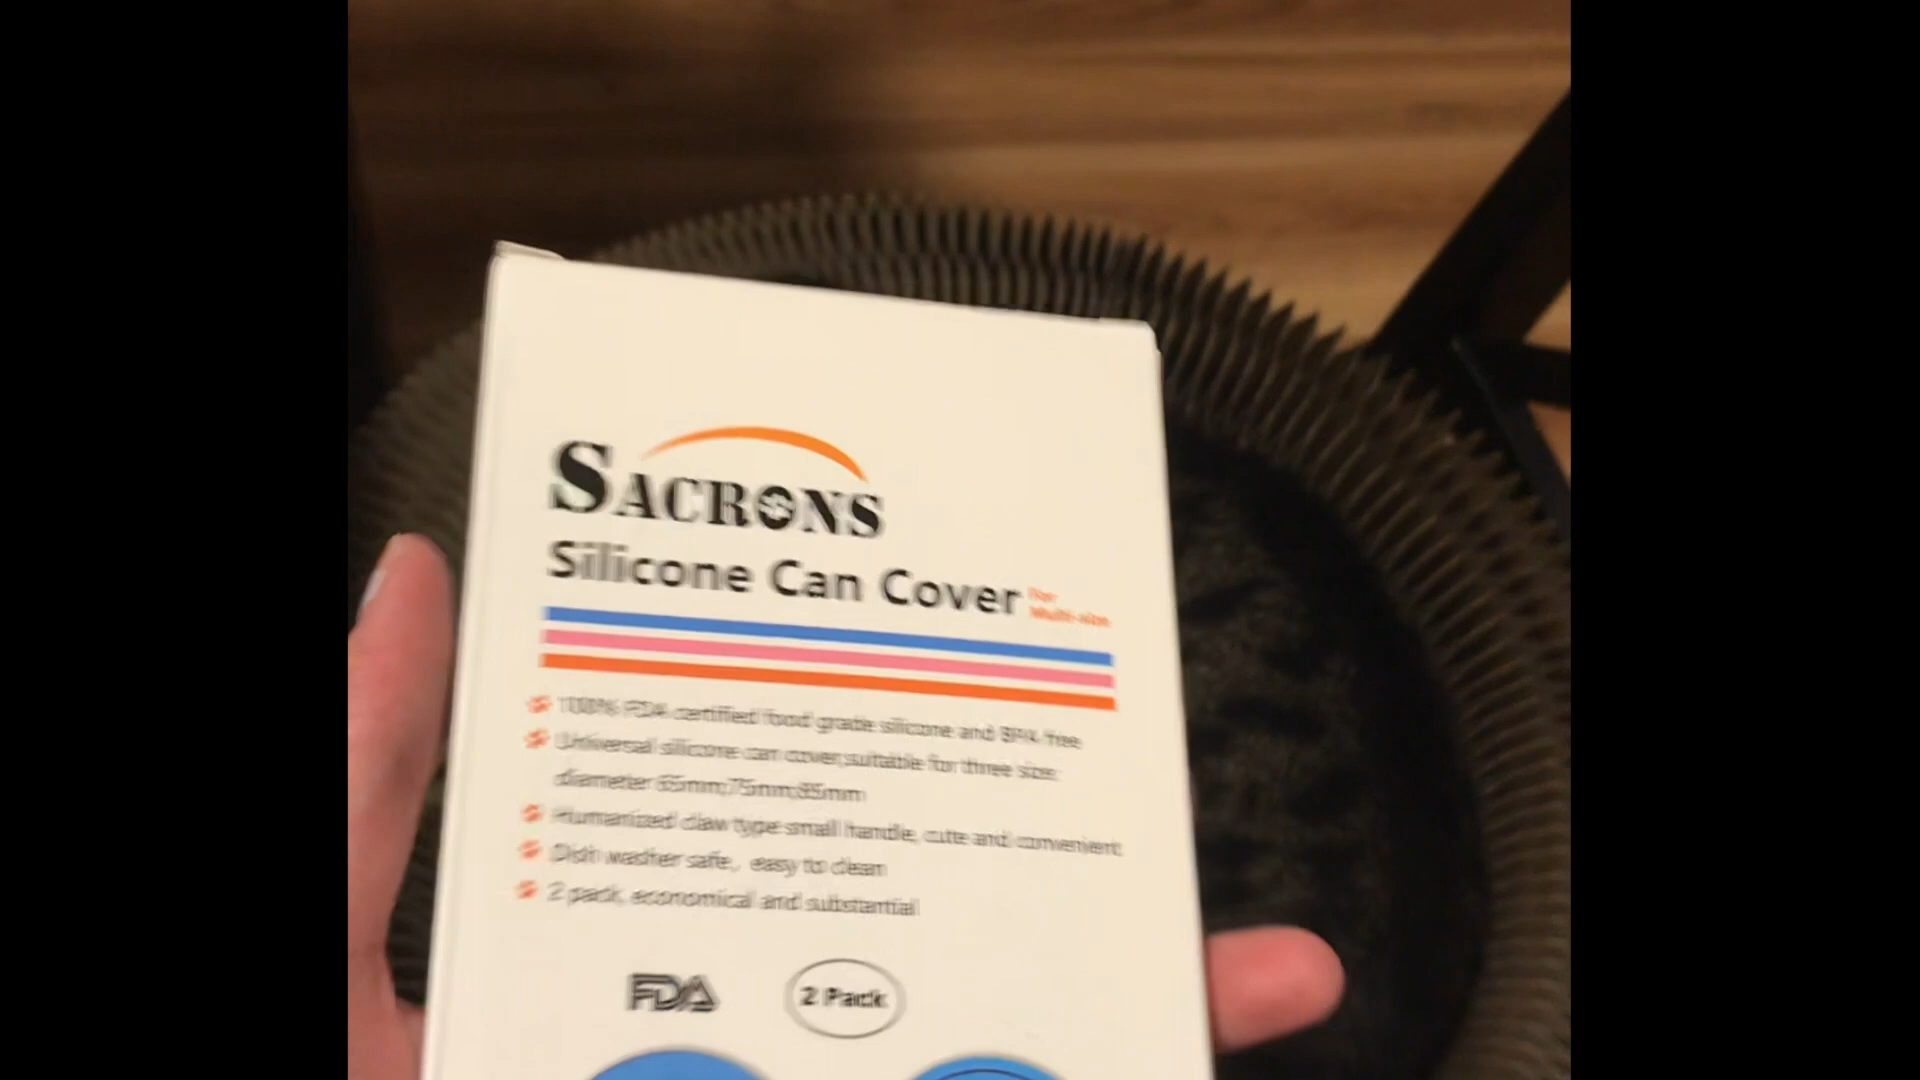 SACRONS
Silicone Can Cover For
Multi-size
100% FDA certified food grade silicone and BPA free
Universal silicone can cover,suitable for three size:
diameter 65mm;75mm;85mm
Humanized claw type small handle, cute and convenient
Dish washer safe, easy to clean
2 pack, economical and substantial
FDA
2 Pack